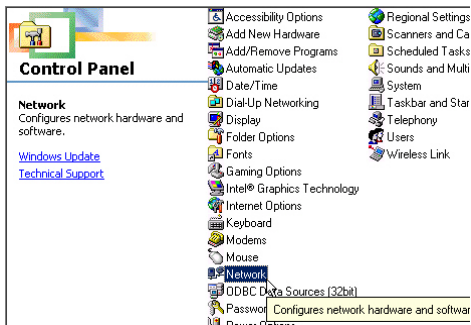 Control Panel
Network
Configures network hardware and
software.
Windows Update
Technical Support
Accessibility Options
Add New Hardware
Add/Remove Programs
Automatic Updates
Date/Time
Dial-Up Networking
Display
Folder Options
Fonts
Gaming Options
Intel® Graphics Technology
Internet Options
Keyboard
Modems
Mouse
Network
ODBC Data Sources (32bit)
Passwor
Power Options
Configures network hardware and softwar
Regional Settings
Scanners and Ca
Scheduled Tasks
Sounds and Multi
System
Taskbar and Star
Telephony
Users
Wireless Link